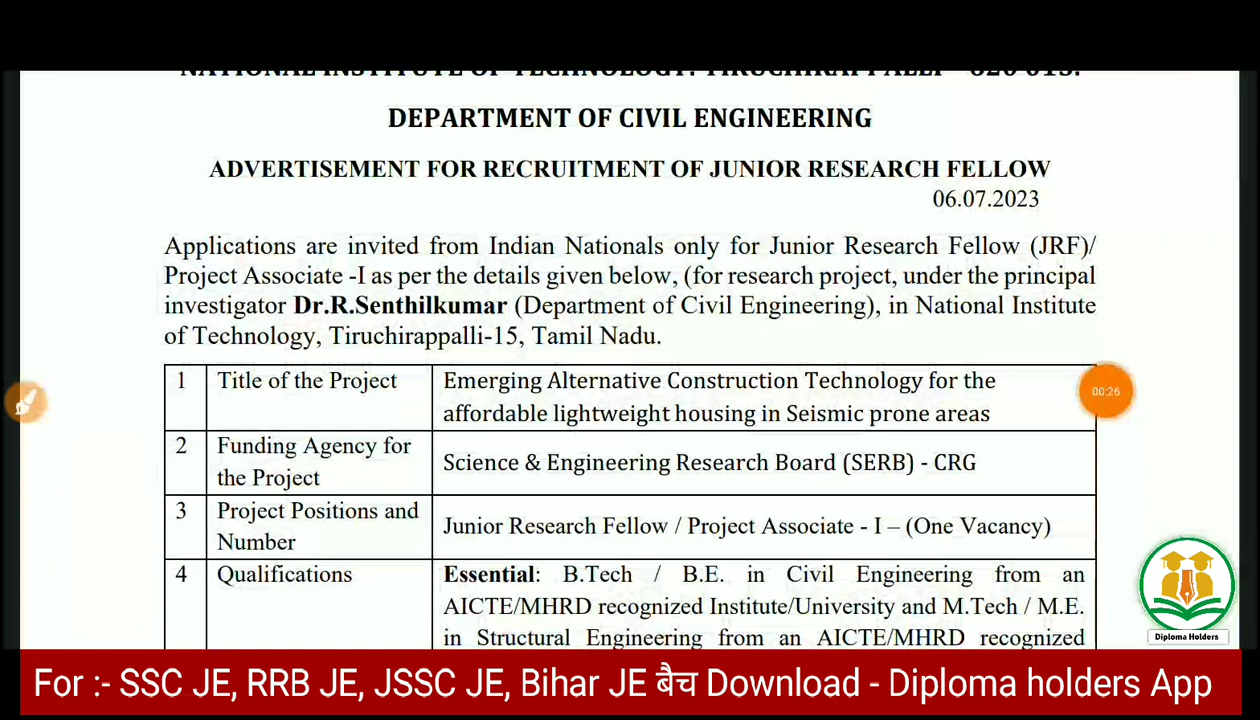 NATIONAL INSTITUTE OF TECHNOLOGY: TIRUCHIRAPPALLI - 620 015.
DEPARTMENT OF CIVIL ENGINEERING
ADVERTISEMENT FOR RECRUITMENT OF JUNIOR RESEARCH FELLOW
06.07.2023
Applications are invited from Indian Nationals only for Junior Research Fellow (JRF)/
Project Associate -I as per the details given below, (for research project, under the principal
investigator Dr.R.Senthilkumar (Department of Civil Engineering), in National Institute
of Technology, Tiruchirappalli-15, Tamil Nadu.
1 Title of the Project Emerging Alternative Construction Technology for the
affordable lightweight housing in Seismic prone areas
2 Funding Agency for
the Project Science & Engineering Research Board (SERB) - CRG
3 Project Positions and
Number Junior Research Fellow / Project Associate - I – (One Vacancy)
4 Qualifications Essential: B.Tech / B.E. in Civil Engineering from an
AICTE/MHRD recognized Institute/University and M.Tech / M.E.
in Structural Engineering from an AICTE/MHRD recognized
00:26
Diploma Holders
For :- SSC JE, RRB JE, JSSC JE, Bihar JE बैच Download - Diploma holders App